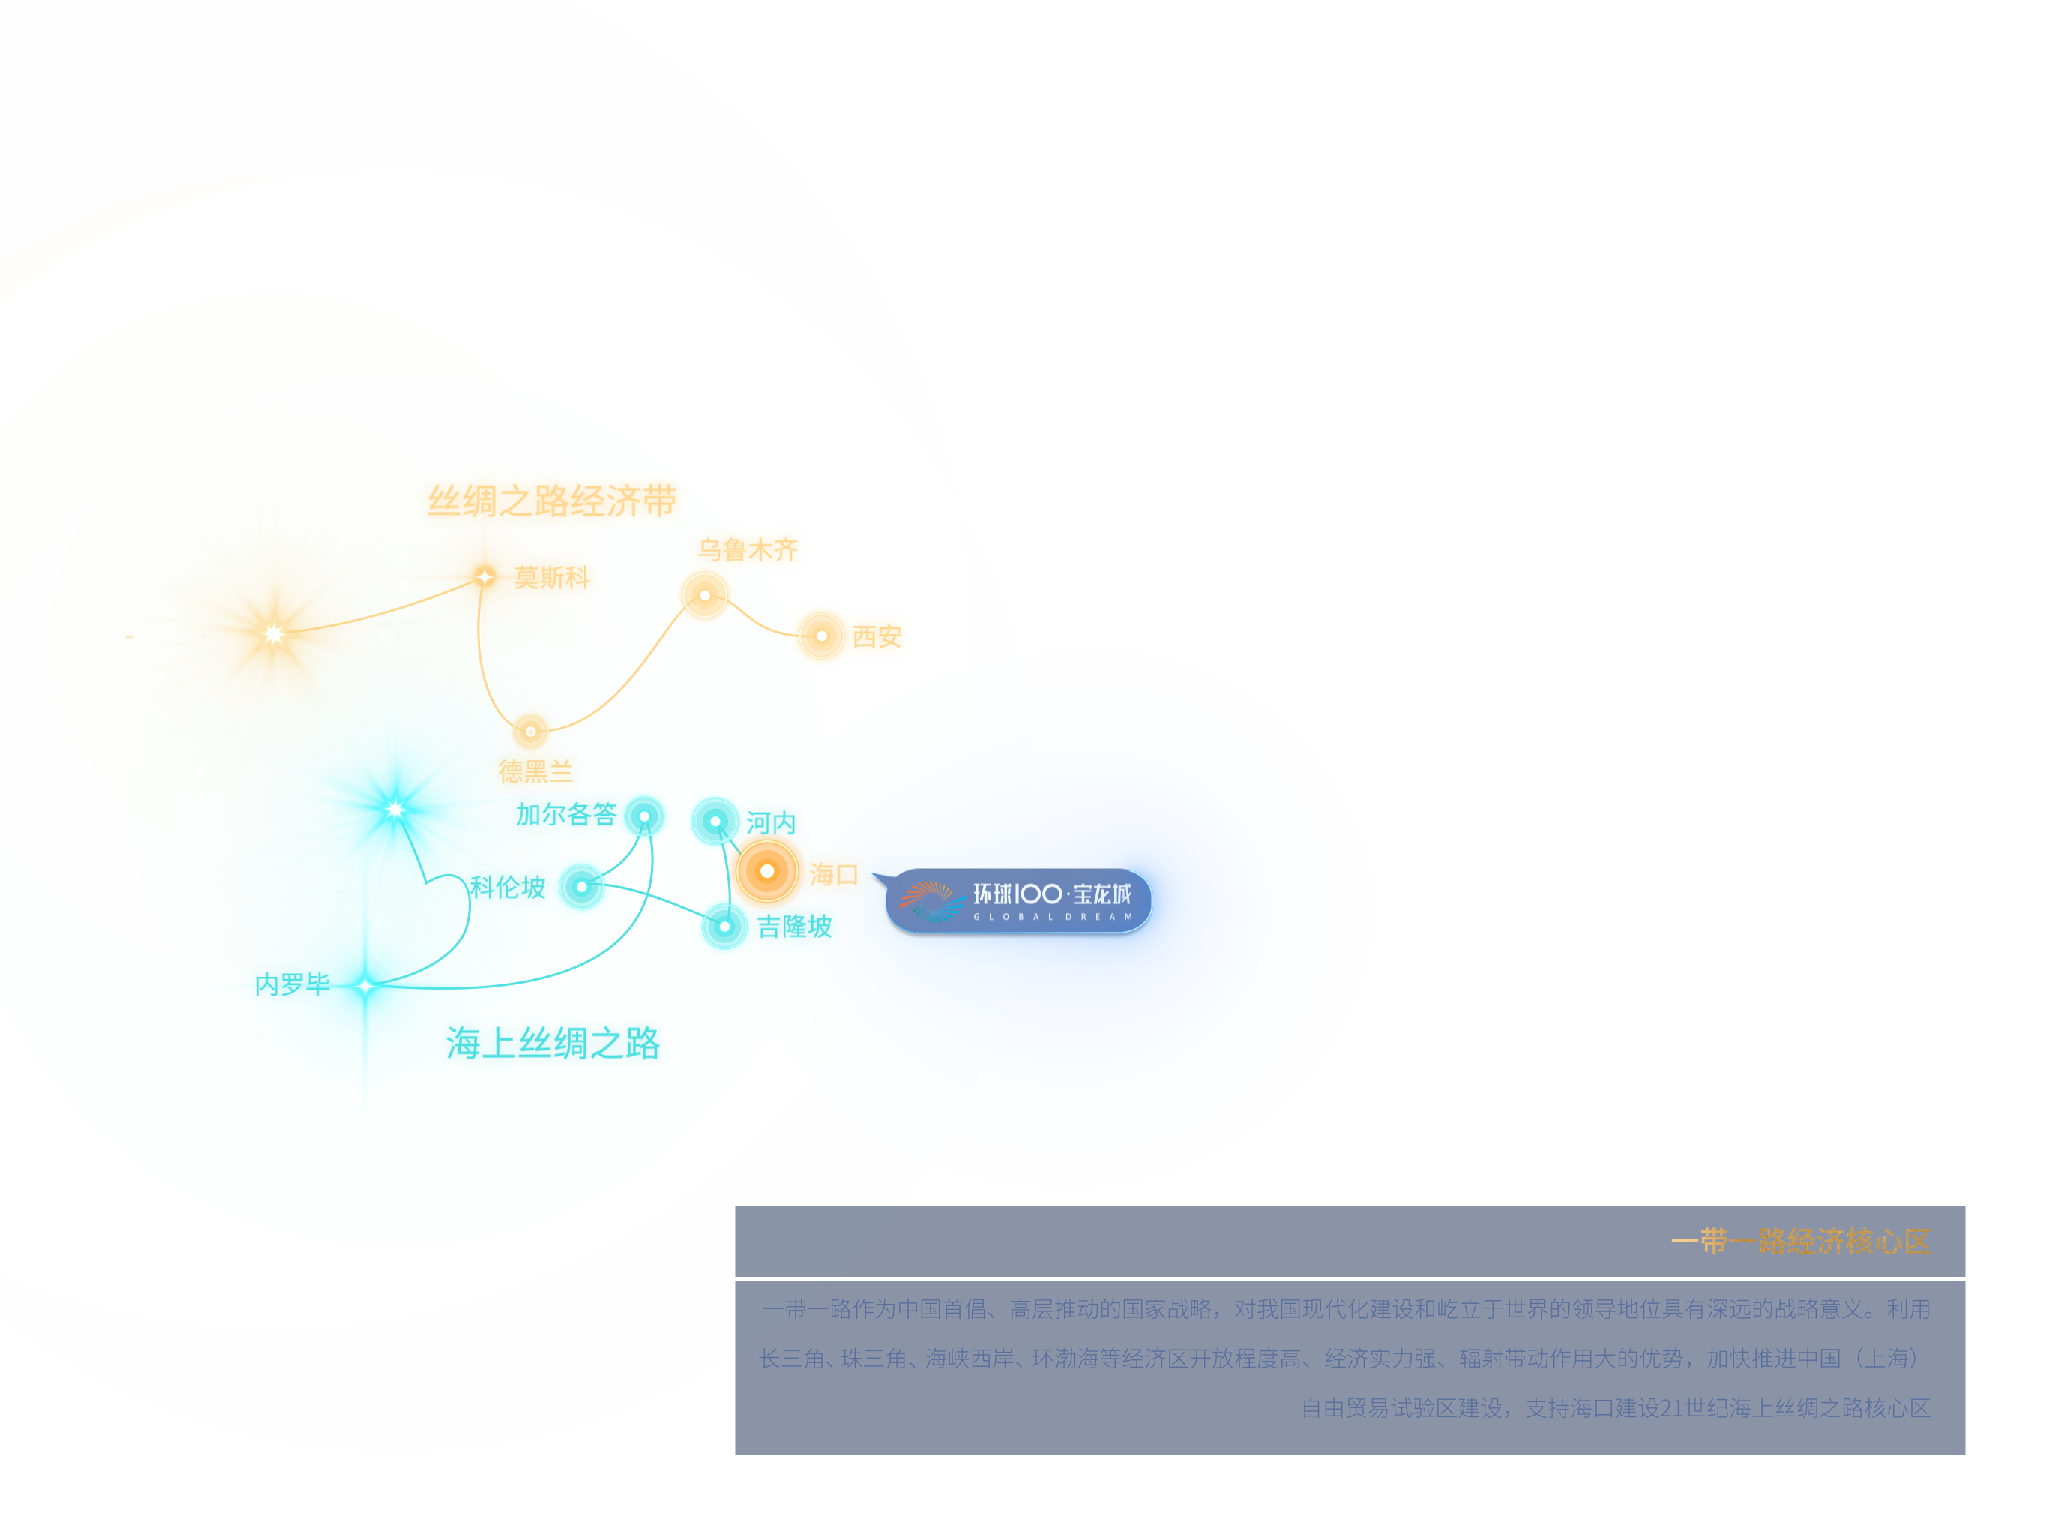 丝绸之路经济带
乌鲁木齐
莫斯科
西安
德黑兰
加尔各答
河内
海口
科伦坡
环球100·宝龙城
GLOBAL DREAM
吉隆坡
内罗毕
海上丝绸之路
一带一路经济核心区
一带一路作为中国首倡、高层推动的国家战略，对我国现代化建设和屹立于世界的领导地位具有深远的战略意义。利用
长三角、珠三角、海峡西岸、环渤海等经济区开放程度高、经济实力强、辐射带动作用大的优势，加快推进中国（上海）
自由贸易试验区建设，支持海口建设21世纪海上丝绸之路核心区